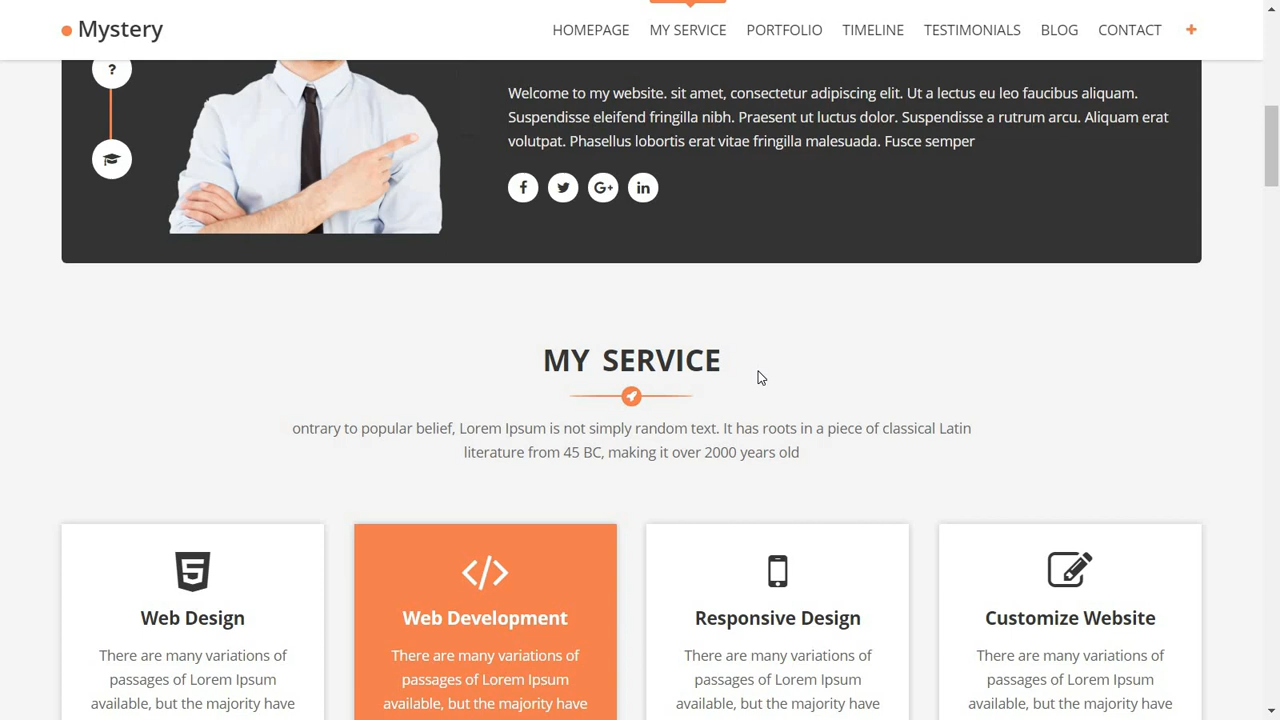 Mystery
HOMEPAGE MY SERVICE PORTFOLIO TIMELINE TESTIMONIALS BLOG CONTACT +
?
Welcome to my website. sit amet, consectetur adipiscing elit. Ut a lectus eu leo faucibus aliquam.
Suspendisse eleifend fringilla nibh. Praesent ut luctus dolor. Suspendisse a rutrum arcu. Aliquam erat
volutpat. Phasellus lobortis erat vitae fringilla malesuada. Fusce semper
MY SERVICE
ontrary to popular belief, Lorem Ipsum is not simply random text. It has roots in a piece of classical Latin
literature from 45 BC, making it over 2000 years old
Web Design
There are many variations of
passages of Lorem Ipsum
available, but the majority have
Web Development
There are many variations of
passages of Lorem Ipsum
available, but the majority have
Responsive Design
There are many variations of
passages of Lorem Ipsum
available, but the majority have
Customize Website
There are many variations of
passages of Lorem Ipsum
available, but the majority have